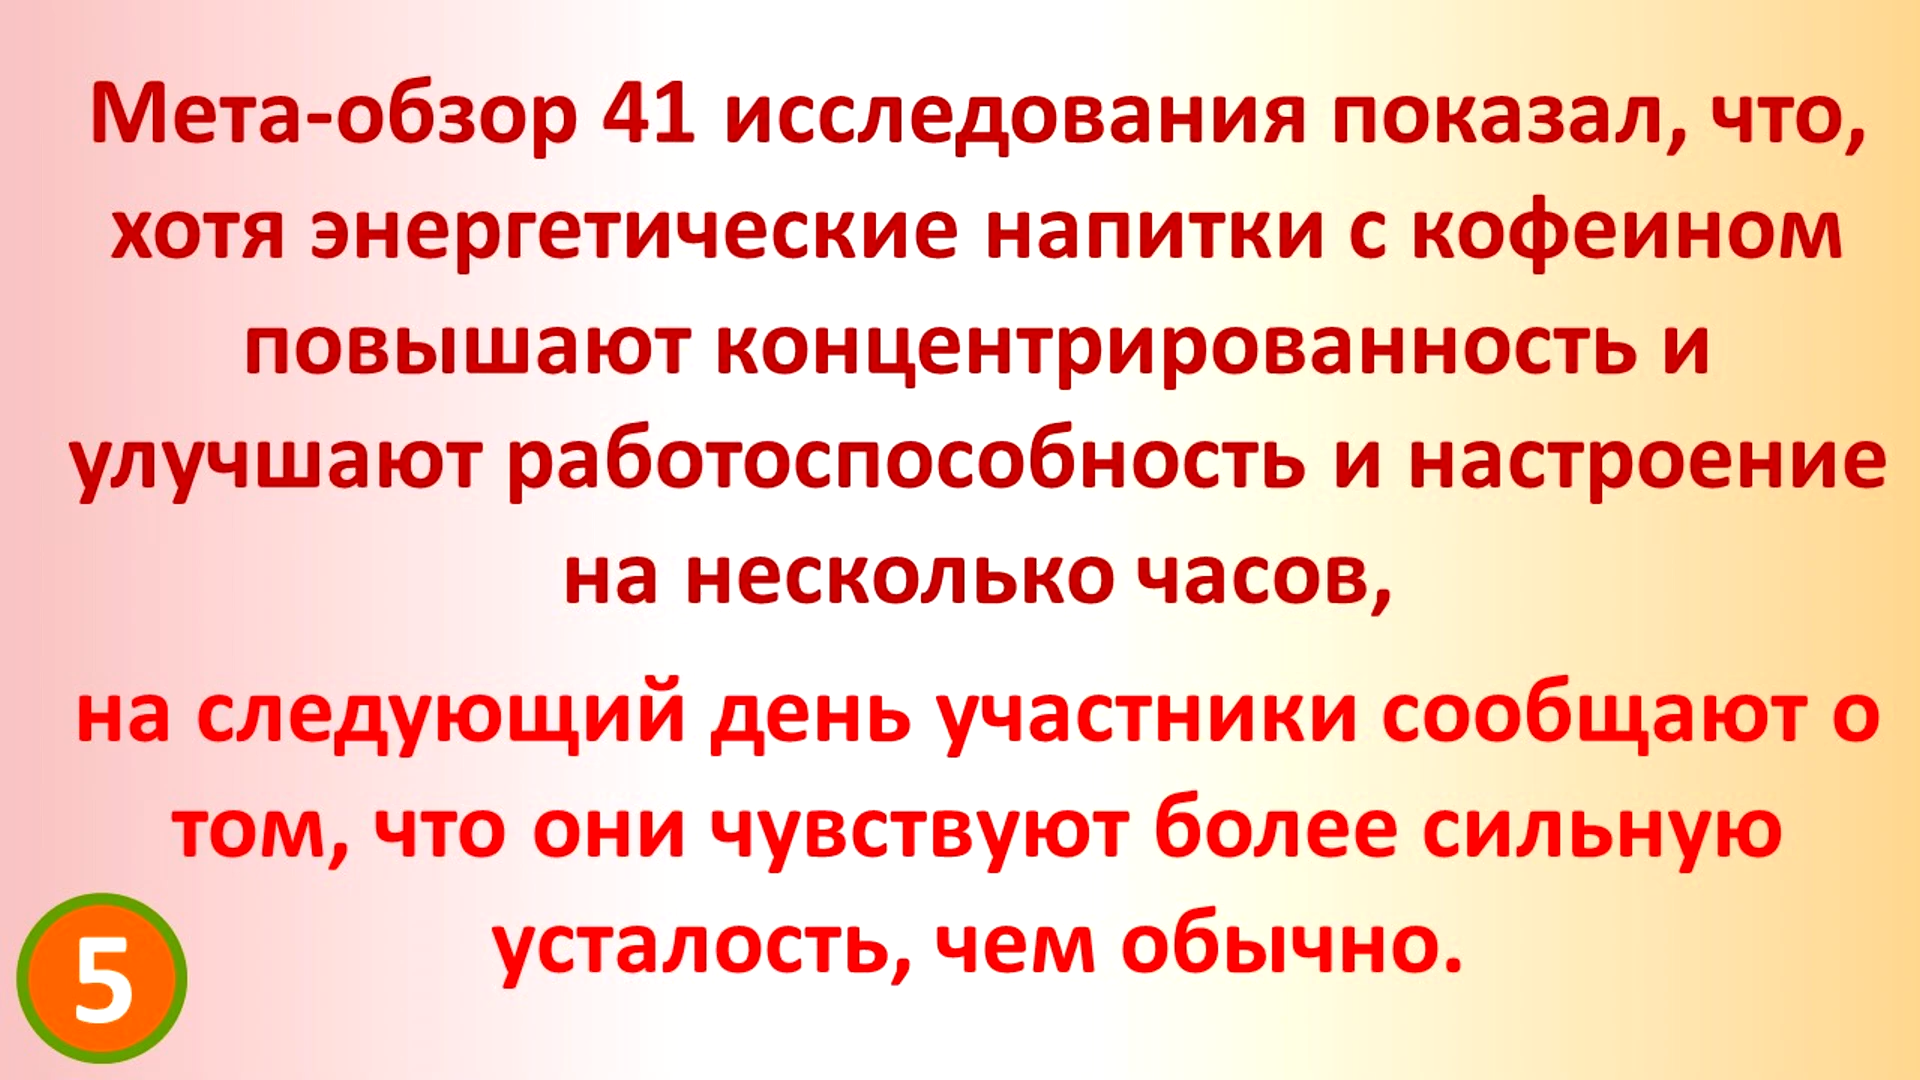 Мета-обзор 41 исследования показал, что,
хотя энергетические напитки с кофеином
повышают концентрированность и
улучшают работоспособность и настроение
на несколько часов,
на следующий день участники сообщают о
том, что они чувствуют более сильную
усталость, чем обычно.
5